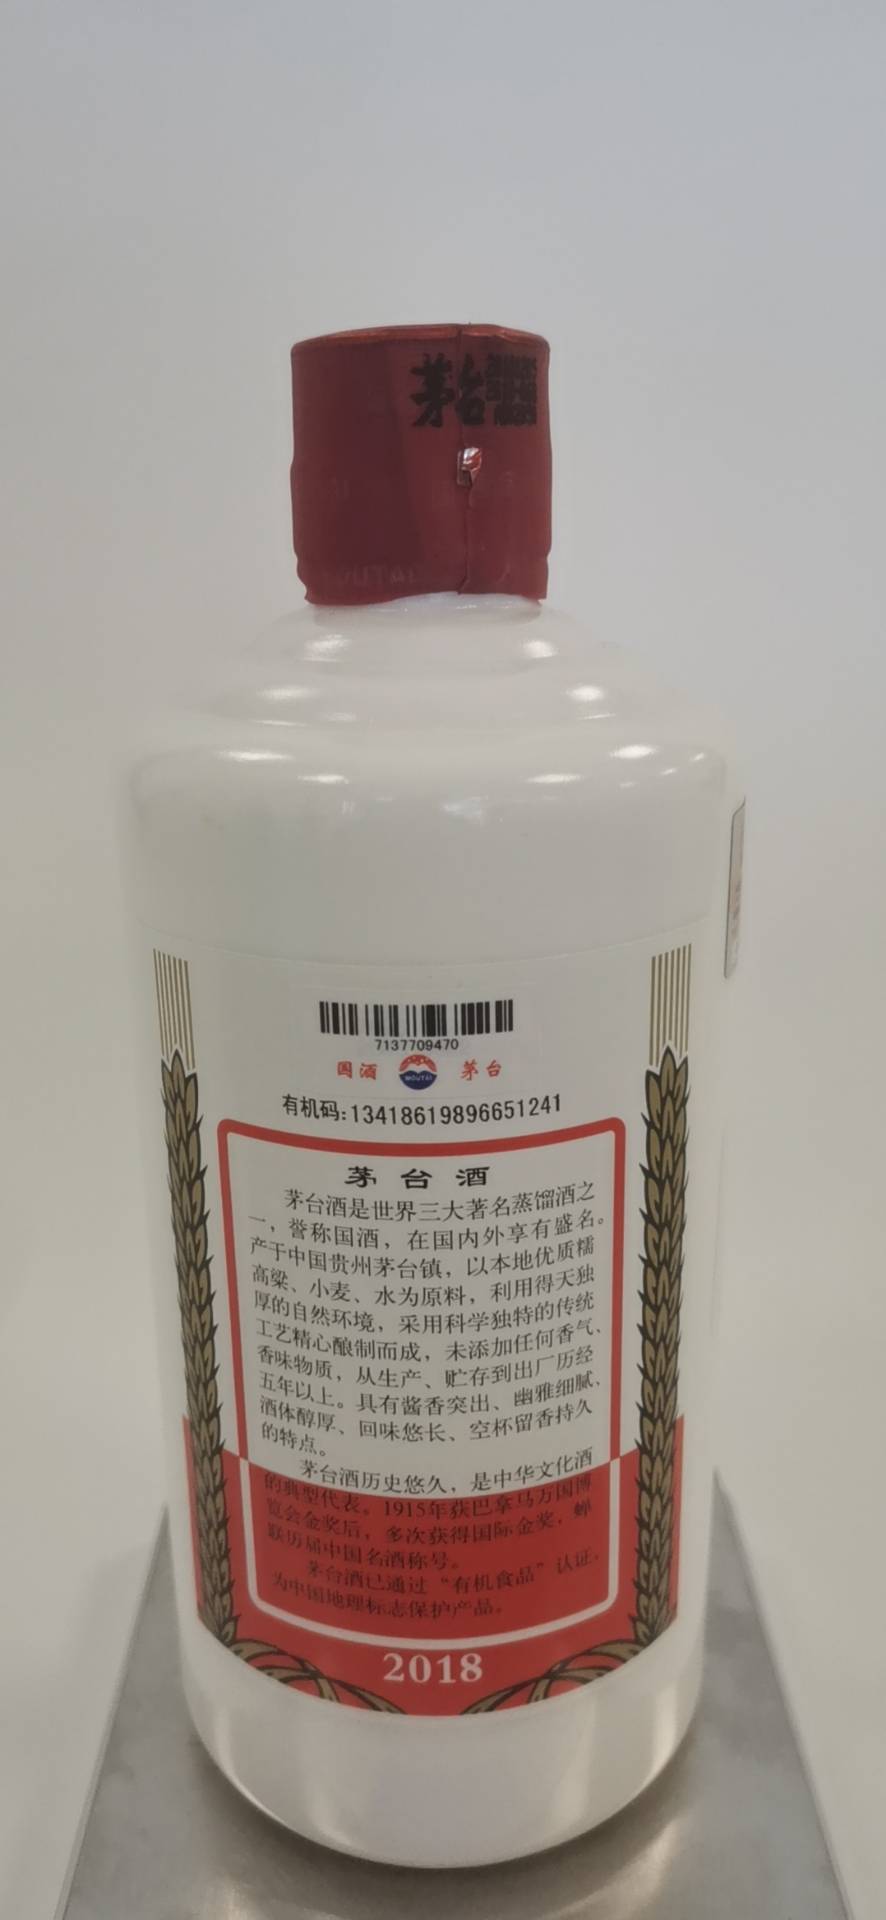 茅台
7137709470
国酒 MOUTAI 茅台
有机码:13418619896651241
茅台酒
茅台酒是世界三大著名蒸馏酒之
一，誉称国酒，在国内外享有盛名。
产于中国贵州茅台镇，以本地优质糯
高粱、小麦、水为原料，利用得天独
厚的自然环境，采用科学独特的传统
工艺精心酿制而成，未添加任何香气、
香味物质，从生产、贮存到出厂历经
五年以上。具有酱香突出、幽雅细腻、
酒体醇厚、回味悠长、空杯留香持久
的特点。
茅台酒历史悠久，是中华文化酒
的典型代表。1915年获巴拿马万国博
览会金奖后，多次获得国际金奖，蝉
联历届中国名酒称号。
茅台酒已通过“有机食品”认证，
为中国地理标志保护产品。
2018